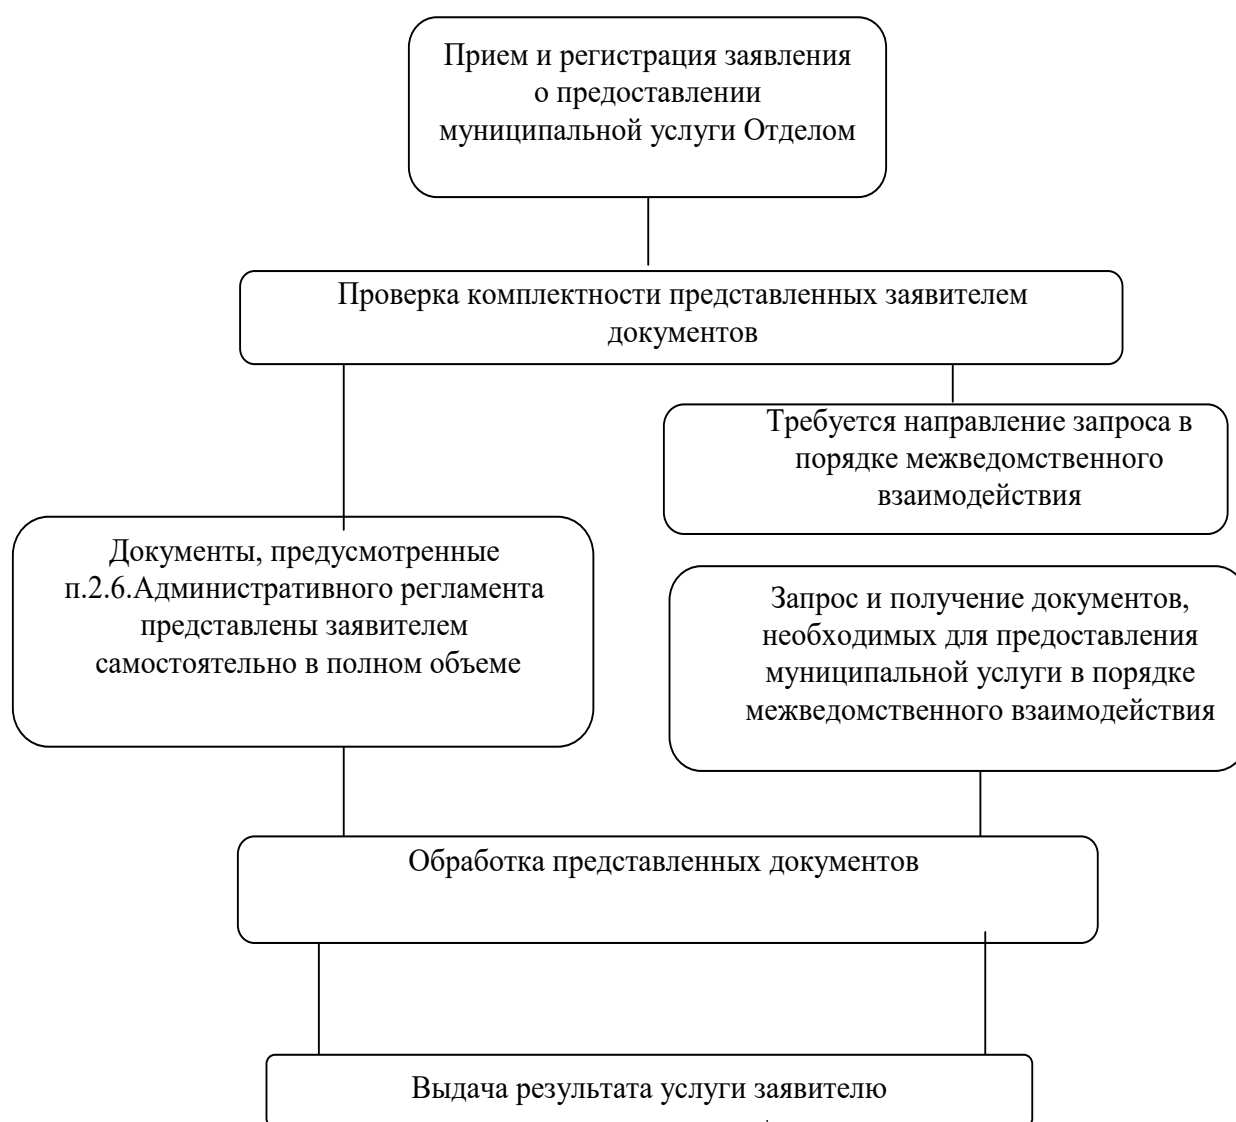 Прием и регистрация заявления
о предоставлении
муниципальной услуги Отделом
Проверка комплектности представленных заявителем
документов
Требуется направление запроса в
порядке межведомственного
взаимодействия
Документы, предусмотренные
п.2.6.Административного регламента
представлены заявителем
самостоятельно в полном объеме
Запрос и получение документов,
необходимых для предоставления
муниципальной услуги в порядке
межведомственного взаимодействия
Обработка представленных документов
Выдача результата услуги заявителю